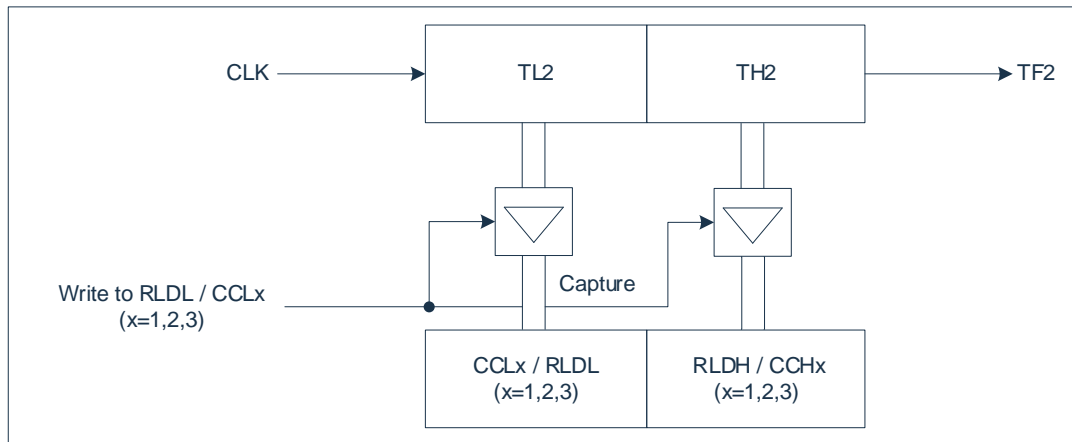 CLK
TL2
TH2
TF2
Capture
Write to RLDL / CCLx
(x=1,2,3)
CCLx / RLDL
(x=1,2,3)
RLDH / CCHx
(x=1,2,3)